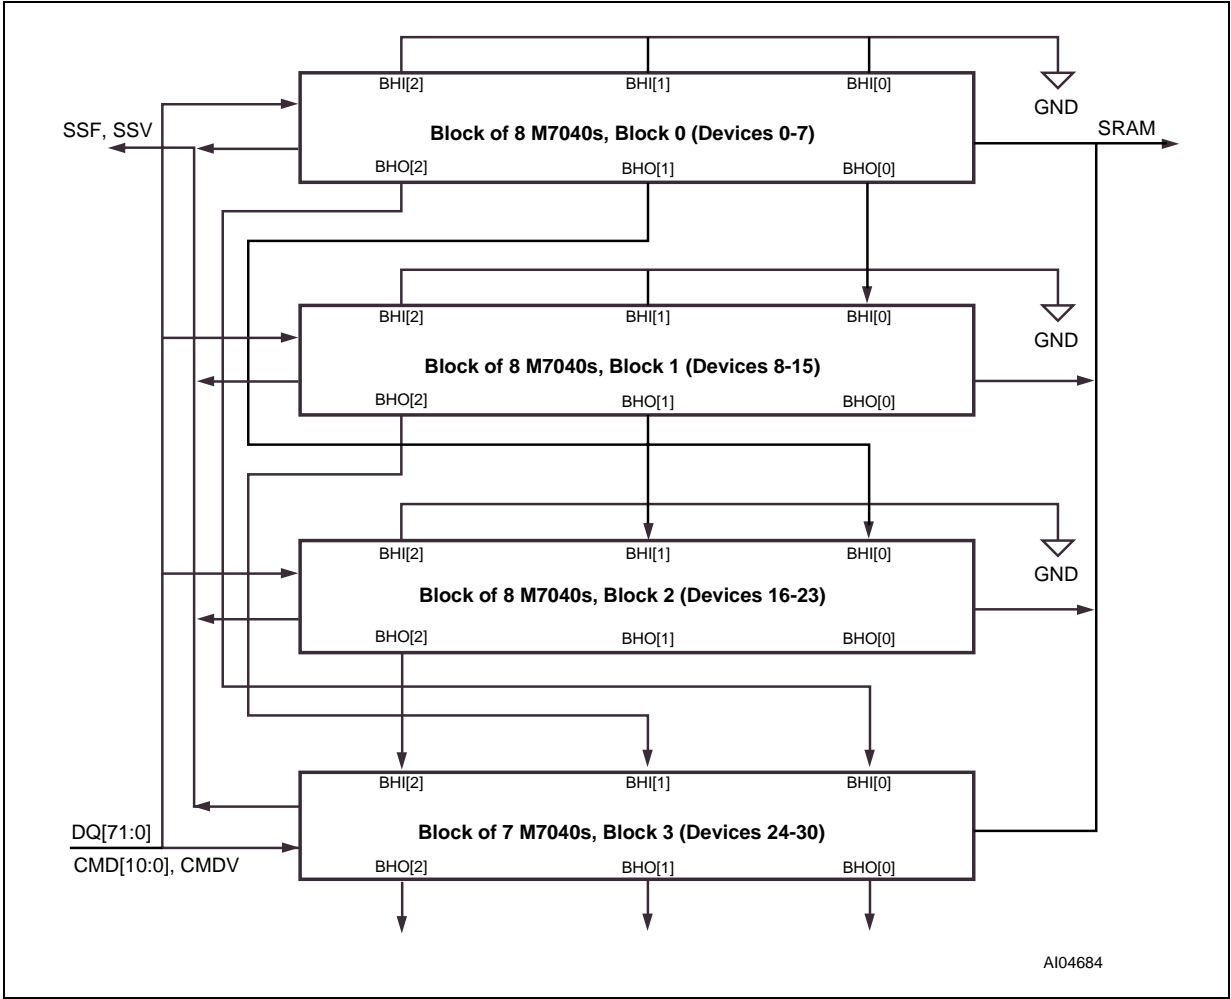 BHI[2] BHI[1] BHI[0]
GND
SSF, SSV
Block of 8 M7040s, Block 0 (Devices 0-7)
SRAM
BHO[2] BHO[1] BHO[0]
BHI[2] BHI[1] BHI[0]
GND
Block of 8 M7040s, Block 1 (Devices 8-15)
BHO[2] BHO[1] BHO[0]
BHI[2] BHI[1] BHI[0]
GND
Block of 8 M7040s, Block 2 (Devices 16-23)
BHO[2] BHO[1] BHO[0]
BHI[2] BHI[1] BHI[0]
DQ[71:0]
Block of 7 M7040s, Block 3 (Devices 24-30)
CMD[10:0], CMDV
BHO[2] BHO[1] BHO[0]
AI04684